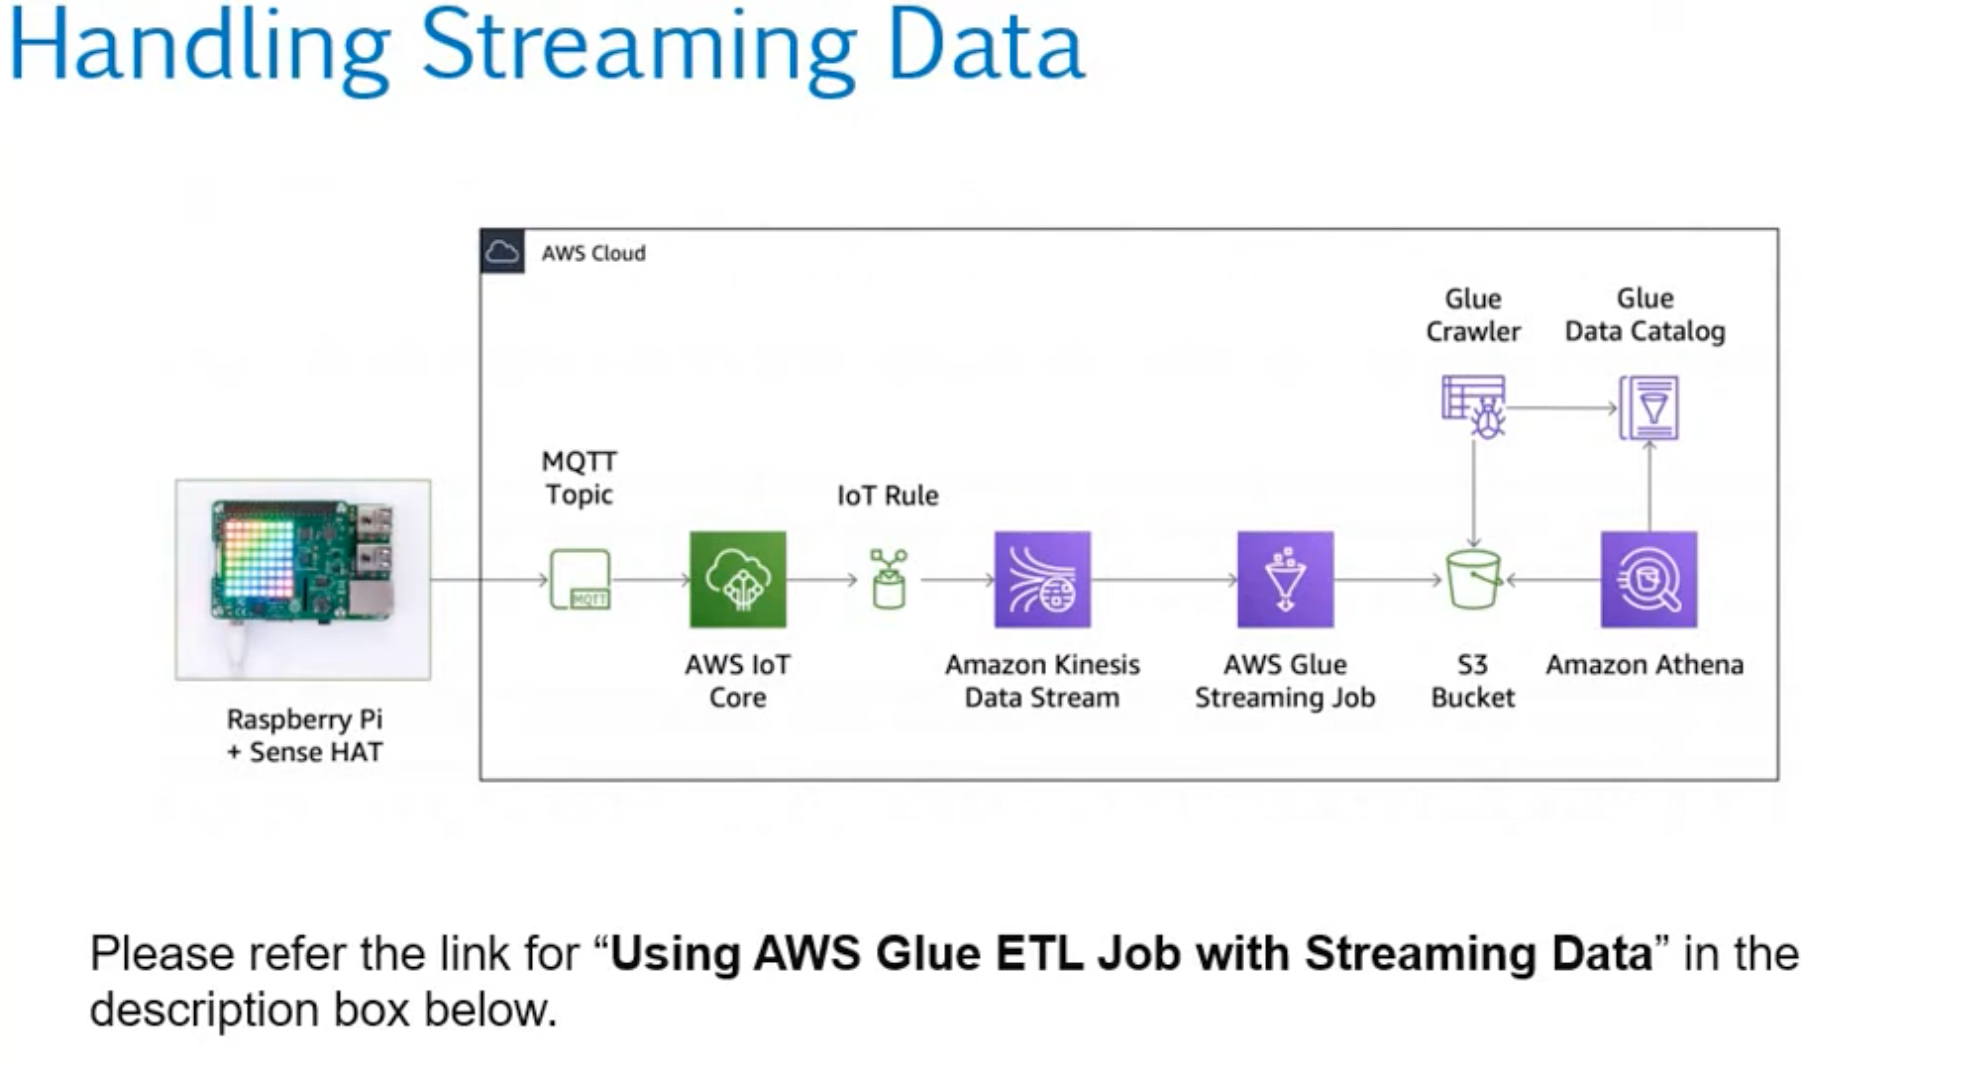 Handling Streaming Data
AWS Cloud
Glue
Crawler
Glue
Data Catalog
MQTT
Topic
IoT Rule
MQTT
AWS IoT
Core
Amazon Kinesis
Data Stream
AWS Glue
Streaming Job
S3
Bucket
Amazon Athena
Raspberry Pi
+ Sense HAT
Please refer the link for “Using AWS Glue ETL Job with Streaming Data” in the
description box below.